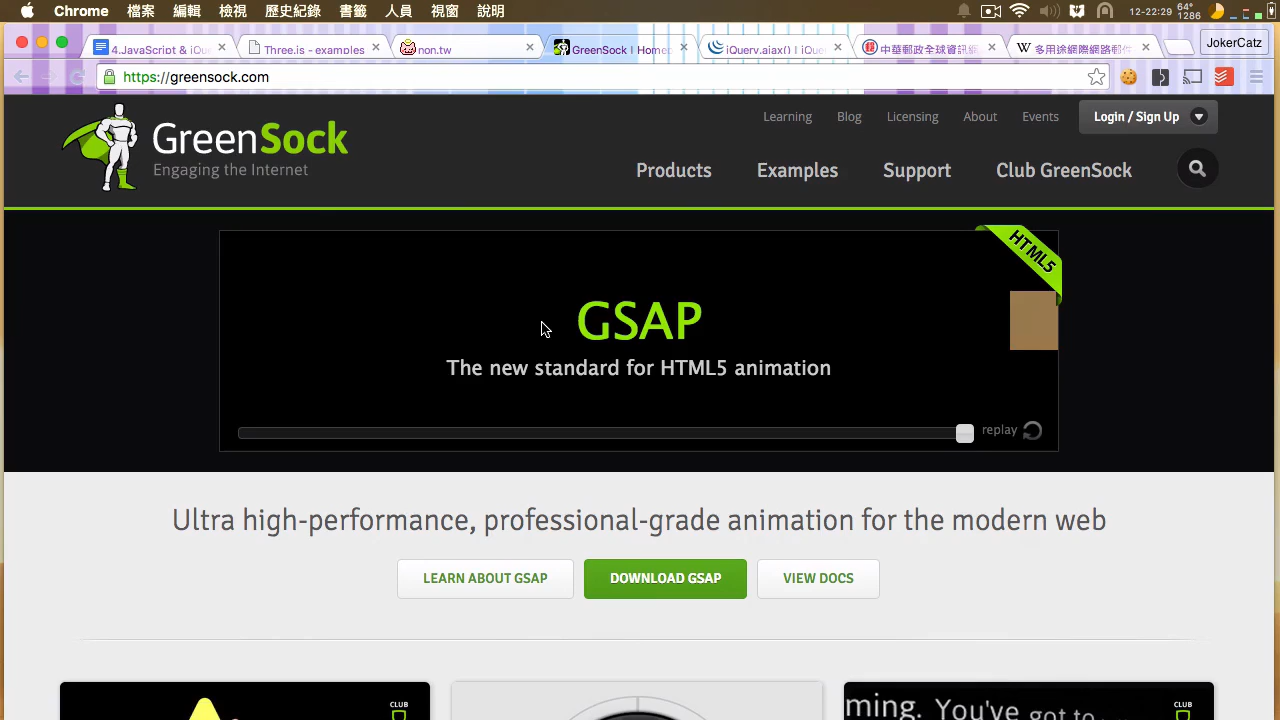 Chrome 檔案 編輯 檢視 歷史紀錄 書籤 人員 視窗 說明 12-22:29 64° 1286
4.JavaScript & jQu Three.js - examples non.tw GreenSock | Home jQuery.ajax() | jQu 中華郵政全球資訊 多用途網際網路郵件 JokerCatz
https://greensock.com
Learning Blog Licensing About Events Login / Sign Up
GreenSock
Engaging the Internet
Products Examples Support Club GreenSock
HTML5
GSAP
The new standard for HTML5 animation
replay
Ultra high-performance, professional-grade animation for the modern web
LEARN ABOUT GSAP DOWNLOAD GSAP VIEW DOCS
CLUB
ming. You've got to
CLUB